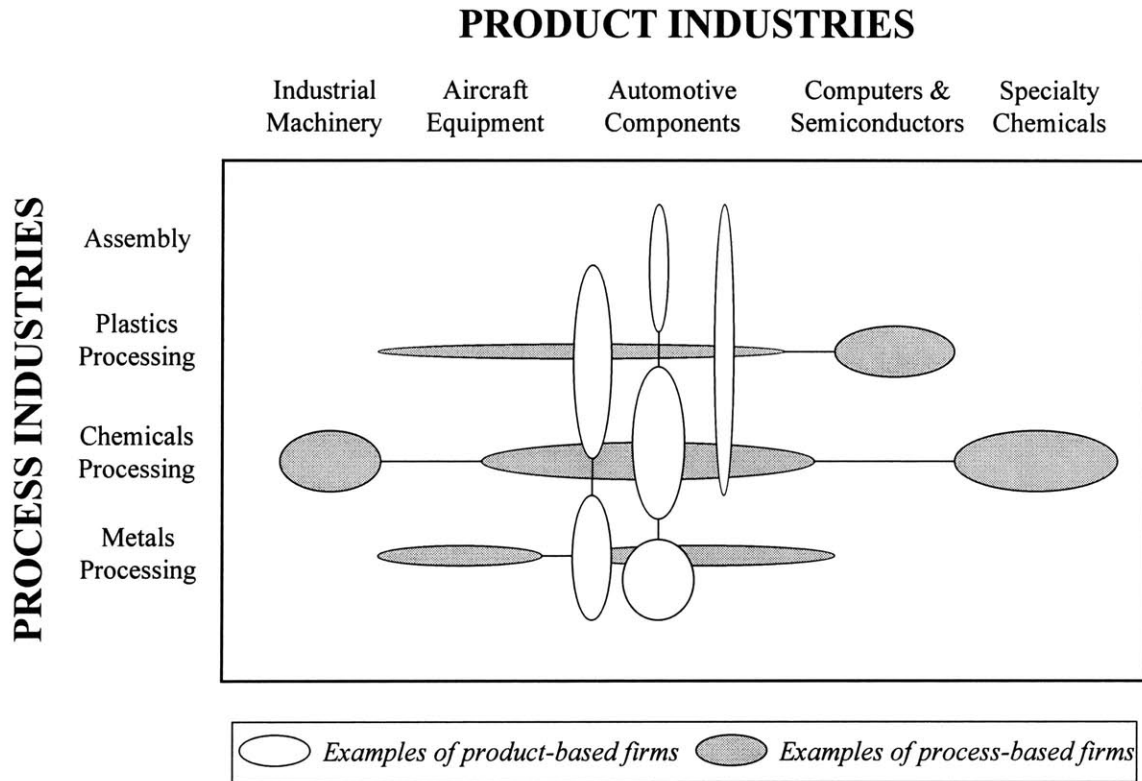 PRODUCT INDUSTRIES
Industrial
Machinery
Aircraft
Equipment
Automotive
Components
Computers &
Semiconductors
Specialty
Chemicals
PROCESS INDUSTRIES
Assembly
Plastics
Processing
Chemicals
Processing
Metals
Processing
Examples of product-based firms
Examples of process-based firms